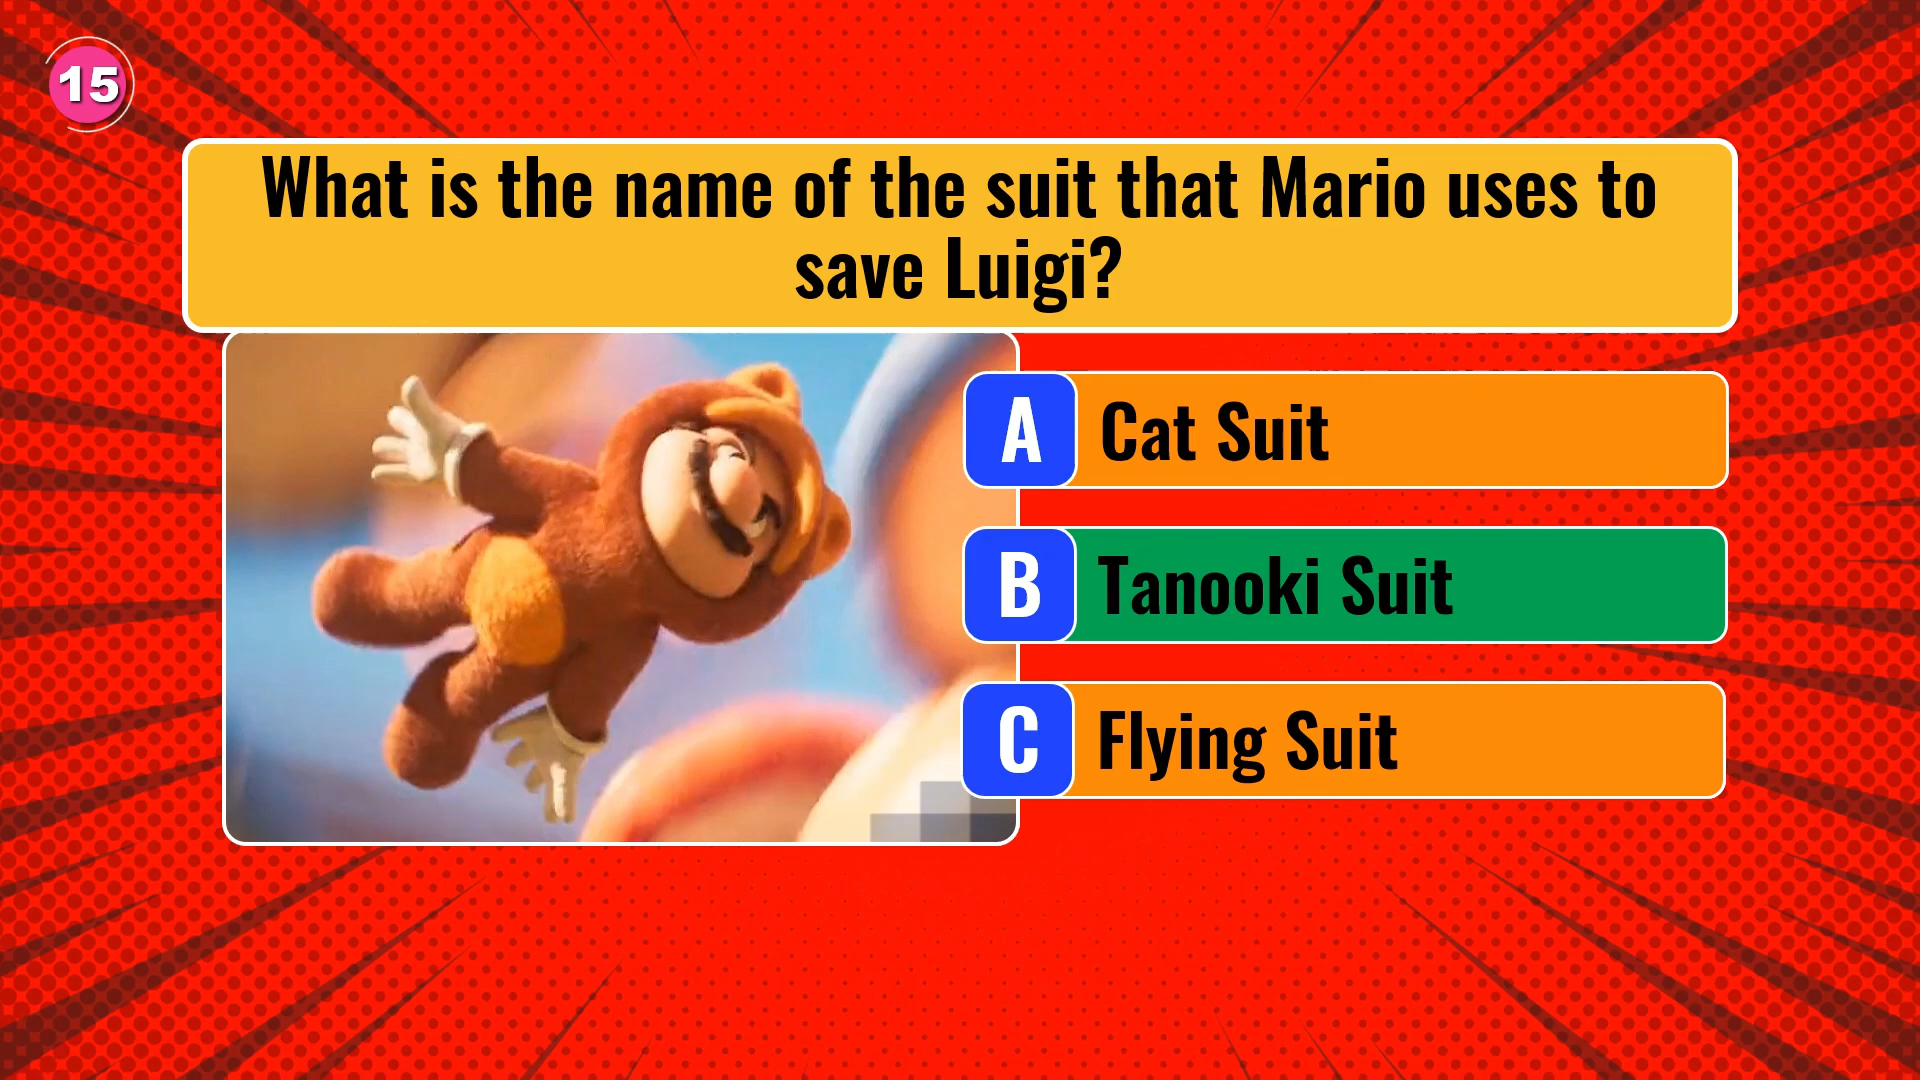 15
What is the name of the suit that Mario uses to
save Luigi?
A Cat Suit
B Tanooki Suit
C Flying Suit